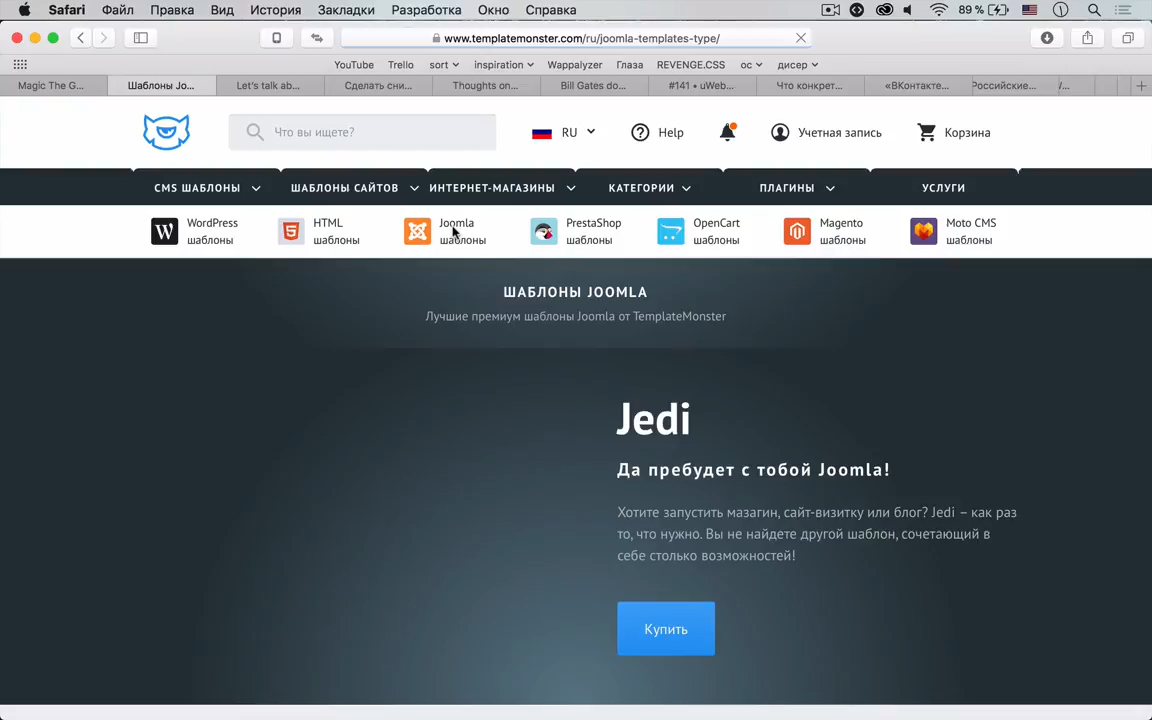 Safari Файл Правка Вид История Закладки Разработка Окно Справка 89 %
www.templatemonster.com/ru/joomla-templates-type/
YouTube Trello sort inspiration Wappalyzer Глаза REVENGE.CSS ос дисер
Magic The G... Шаблоны Jo... Let's talk ab... Сделать сни... Thoughts on... Bill Gates do... #141 • uWeb... Что конкрет... «ВКонтакте... Российские...
Что вы ищете? RU Help Учетная запись Корзина
CMS ШАБЛОНЫ ШАБЛОНЫ САЙТОВ ИНТЕРНЕТ-МАГАЗИНЫ КАТЕГОРИИ ПЛАГИНЫ УСЛУГИ
WordPress HTML Joomla PrestaShop OpenCart Magento Moto CMS
шаблоны шаблоны шаблоны шаблоны шаблоны шаблоны шаблоны
ШАБЛОНЫ JOOMLA
Лучшие премиум шаблоны Joomla от TemplateMonster
Jedi
Да пребудет с тобой Joomla!
Хотите запустить мазагин, сайт-визитку или блог? Jedi – как раз
то, что нужно. Вы не найдете другой шаблон, сочетающий в
себе столько возможностей!
Купить